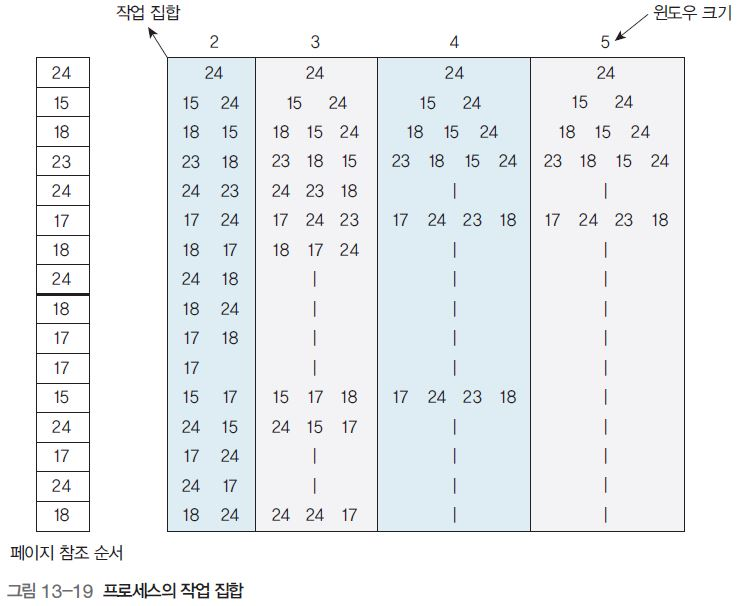 작업 집합 윈도우 크기
2 3 4 5
24 24 24 24 24
15 15 24 15 24 15 24 15 24
18 18 15 18 15 24 18 15 24 18 15 24
23 23 18 23 18 15 23 18 15 24 23 18 15 24
24 24 23 24 23 18 | |
17 17 24 17 24 23 17 24 23 18 17 24 23 18
18 18 17 18 17 24 | |
24 24 18 | | |
18 18 24 | | |
17 17 18 | | |
17 17 | | |
15 15 17 15 17 18 17 24 23 18 |
24 24 15 24 15 17 | |
17 17 24 | | |
24 24 17 | | |
18 18 24 24 24 17 | |
페이지 참조 순서
그림 13-19 프로세스의 작업 집합